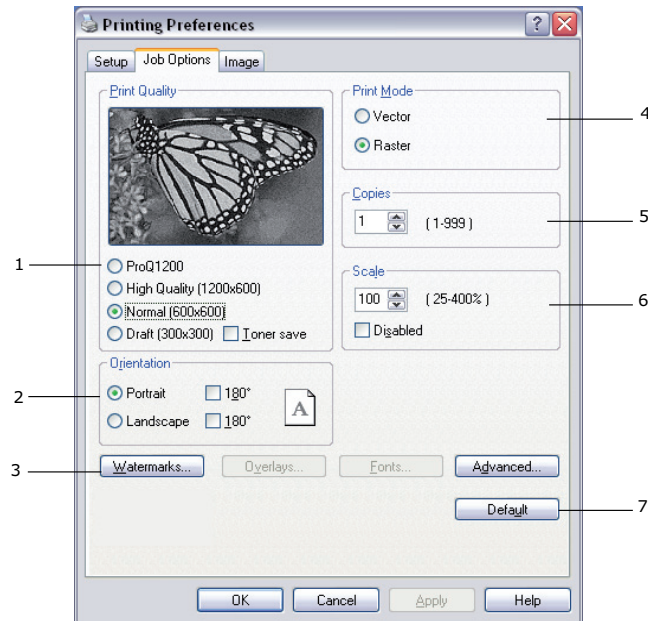 Printing Preferences
Setup Job Options Image
Print Quality
ProQ1200
High Quality (1200x600)
Normal (600x600)
Draft (300x300) Toner save
Orientation
Portrait 180°
Landscape 180°
A
Print Mode
Vector
Raster
Copies
1 ( 1-999 )
Scale
100 ( 25-400% )
Disabled
Watermarks... Overlays... Fonts... Advanced...
Default
OK Cancel Apply Help
1
2
3
4
5
6
7